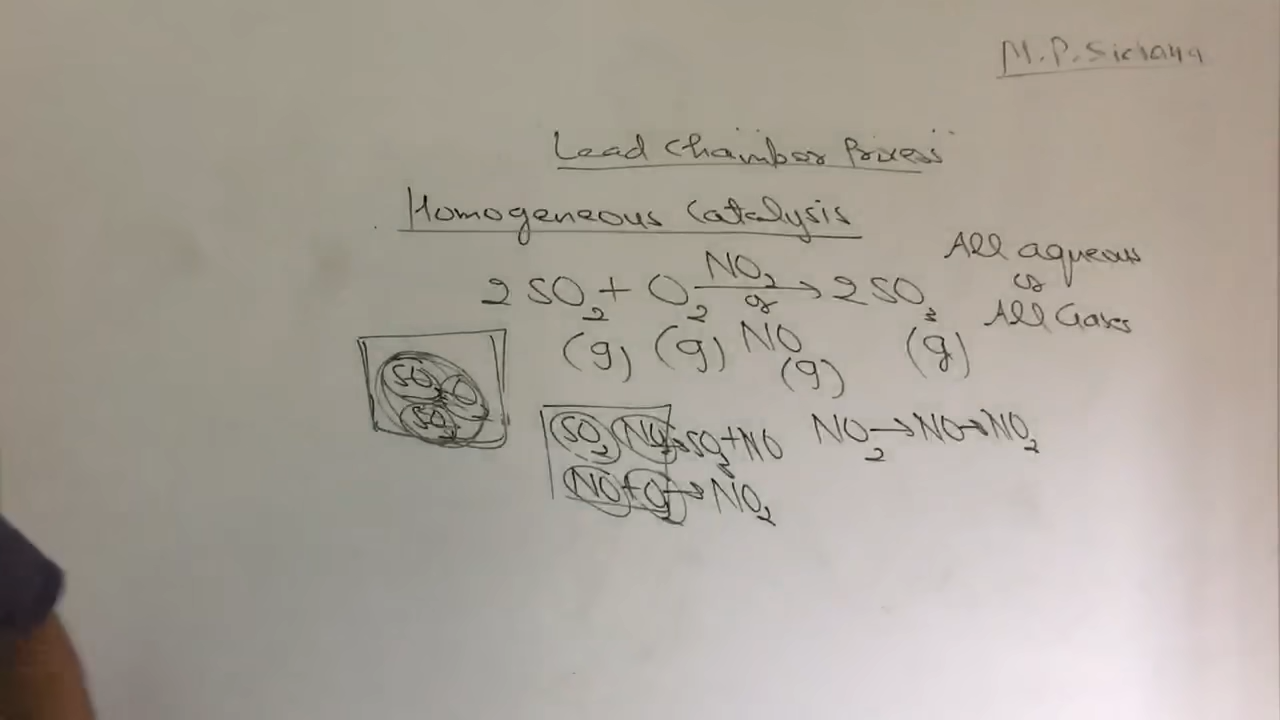 M.P. Sidana
Lead Chamber Process
Homogeneous Catalysis
2SO₂ + O₂ NO₂ or → 2SO₃
All aqueous
or
All Gases
(g) (g) NO (g) (g)
SO₂ O₂
SO₂
SO₂ NO₂ → SO₃ + NO
NO₂ → NO → NO₂
NO + O₂ → NO₂